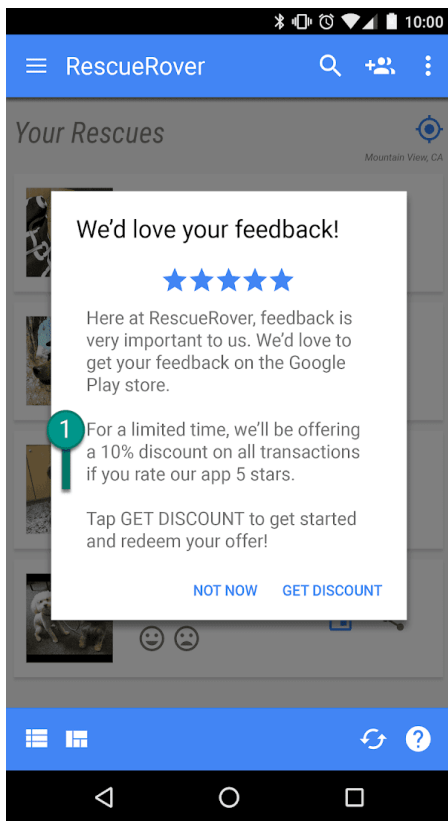 10:00
RescueRover
Your Rescues
Mountain View, CA
We'd love your feedback!
Here at RescueRover, feedback is
very important to us. We'd love to
get your feedback on the Google
Play store.
1
For a limited time, we'll be offering
a 10% discount on all transactions
if you rate our app 5 stars.
Tap GET DISCOUNT to get started
and redeem your offer!
NOT NOW GET DISCOUNT